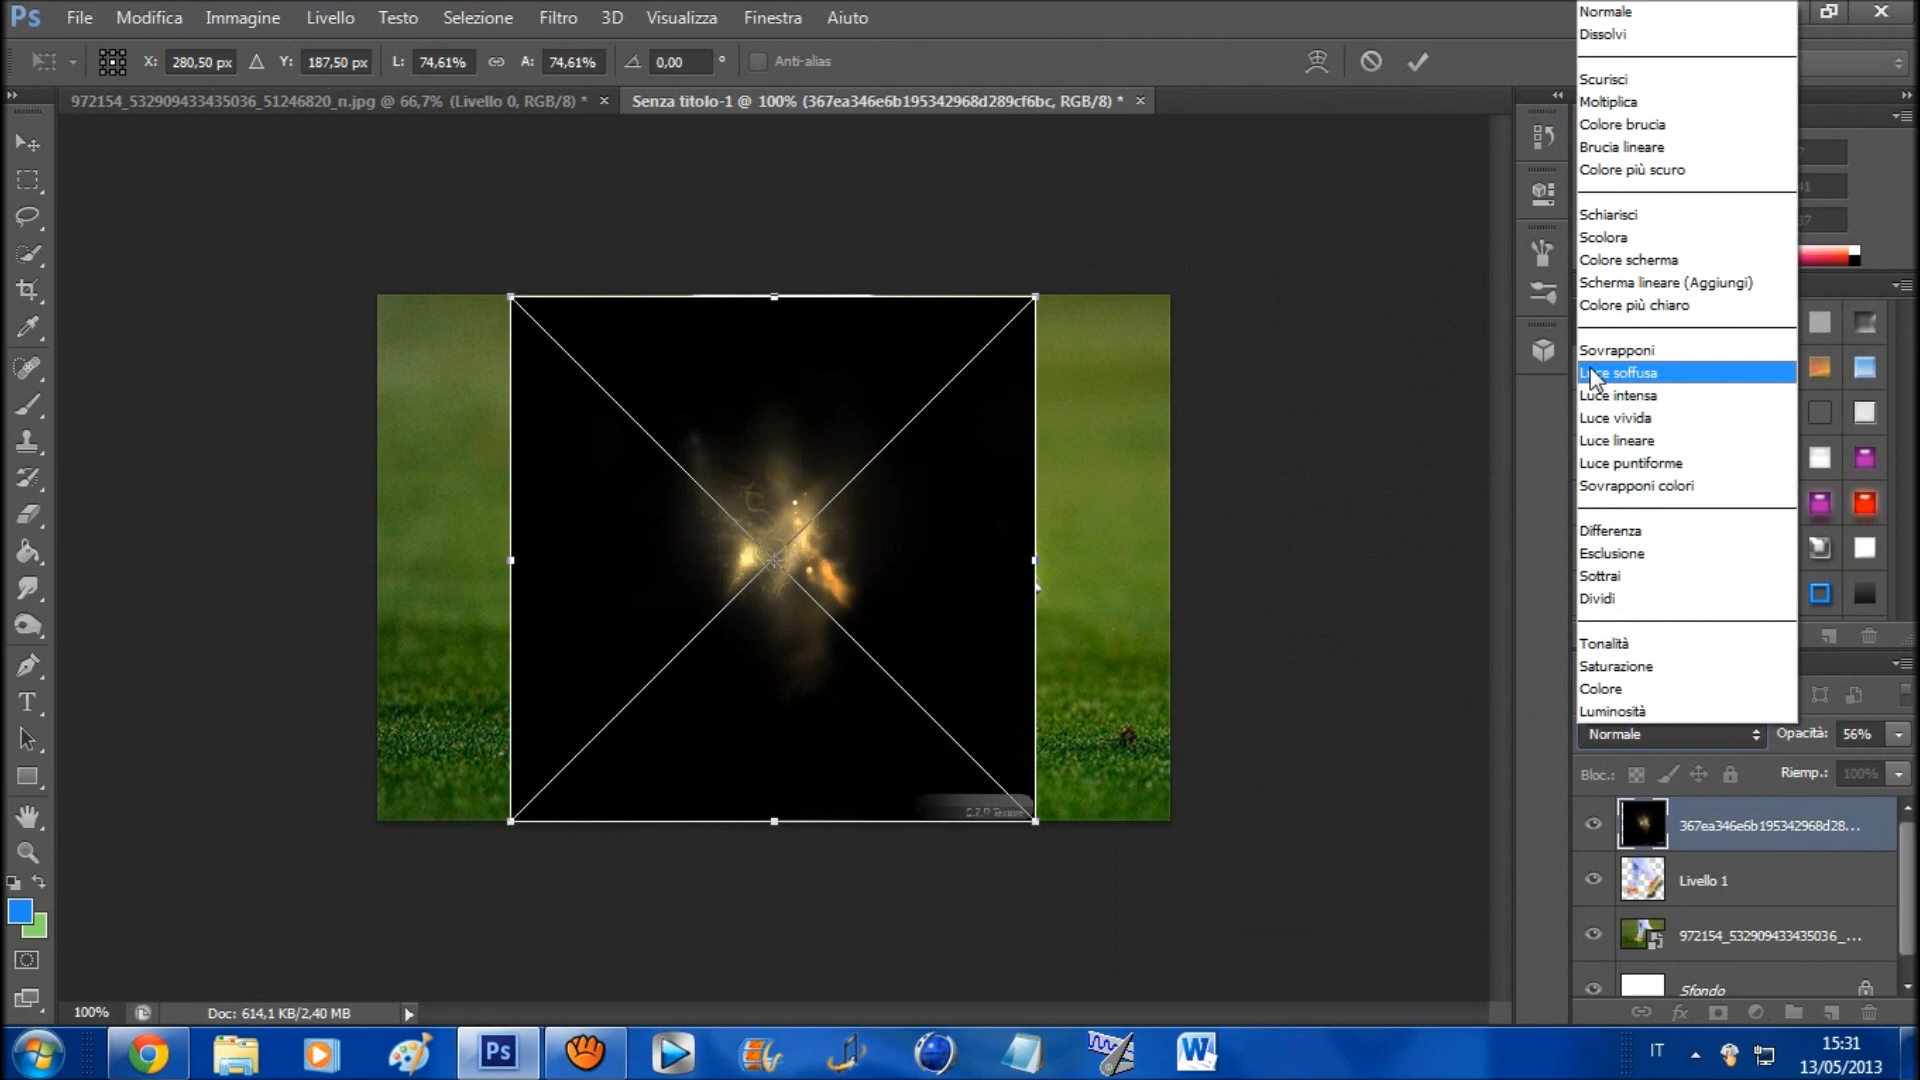 Ps File Modifica Immagine Livello Testo Selezione Filtro 3D Visualizza Finestra Aiuto
X: 280,50 px Y: 187,50 px L: 74,61% A: 74,61% 0,00 ° Anti-alias
972154_532909433435036_51246820_n.jpg @ 66,7% (Livello 0, RGB/8) * ×
Senza titolo-1 @ 100% (367ea346e6b195342968d289cf6bc, RGB/8) * ×
Normale
Dissolvi
Scurisci
Moltiplica
Colore brucia
Brucia lineare
Colore più scuro
Schiarisci
Scolora
Colore scherma
Scherma lineare (Aggiungi)
Colore più chiaro
Sovrapponi
Luce soffusa
Luce intensa
Luce vivida
Luce lineare
Luce puntiforme
Sovrapponi colori
Differenza
Esclusione
Sottrai
Dividi
Tonalità
Saturazione
Colore
Luminosità
Normale Opacità: 56%
Bloc.: Riemp.: 100%
367ea346e6b195342968d28...
Livello 1
972154_532909433435036_...
Sfondo
fx
100% Doc: 614,1 KB/2,40 MB
Ps
W
IT
15:31
13/05/2013